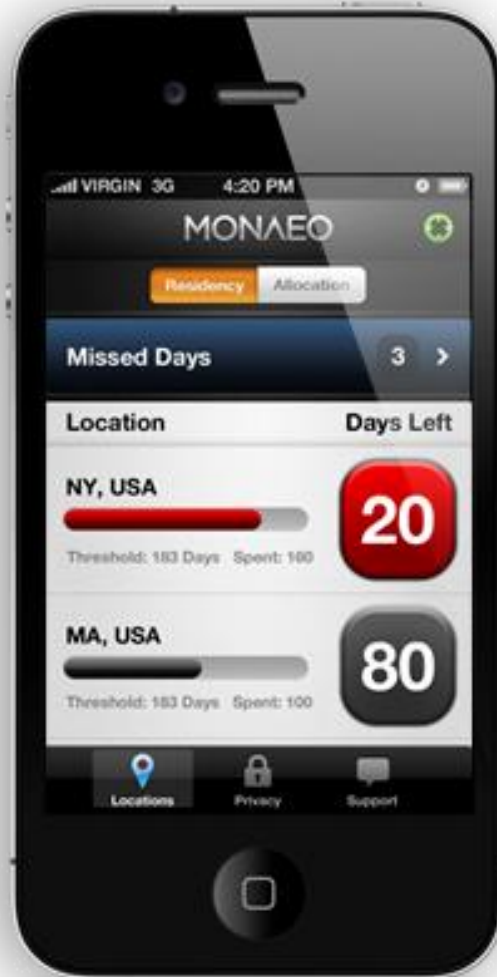 VIRGIN 3G 4:20 PM
MONAEO
Residency Allocation
Missed Days 3
Location Days Left
NY, USA
20
Threshold: 183 Days Spent: 160
MA, USA
80
Threshold: 183 Days Spent: 100
Locations Privacy Support